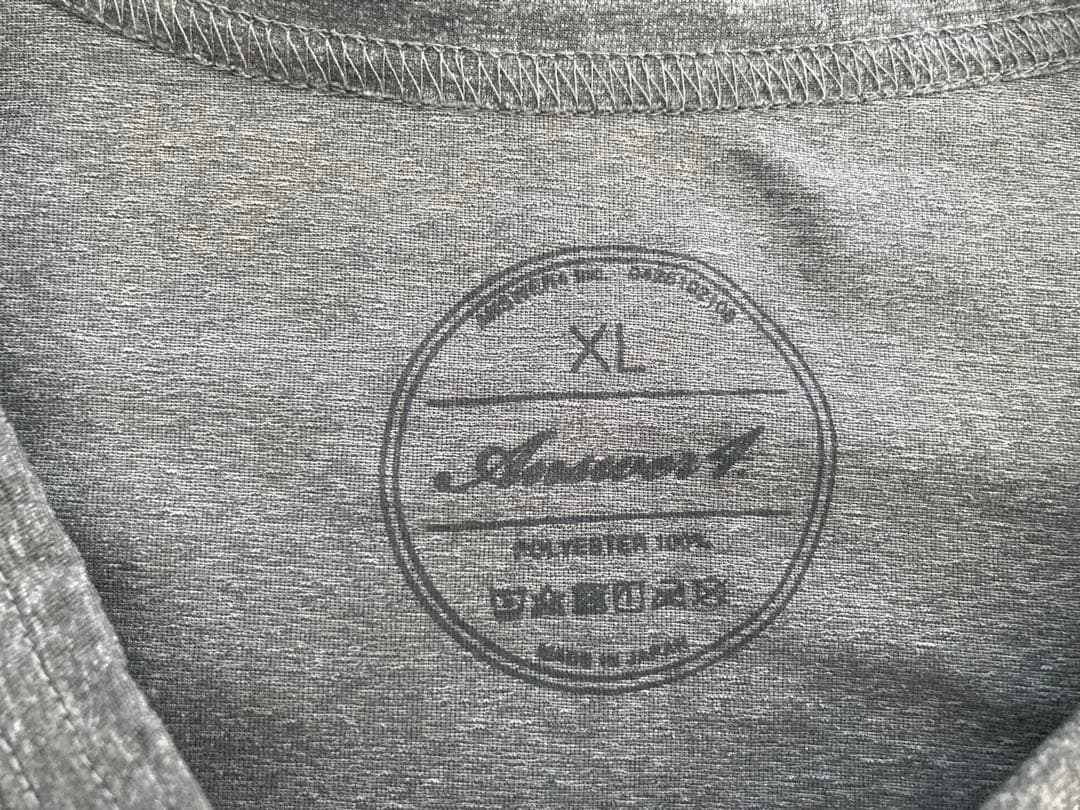 XL
Answer4.
POLYESTER 100%
MADE IN JAPAN